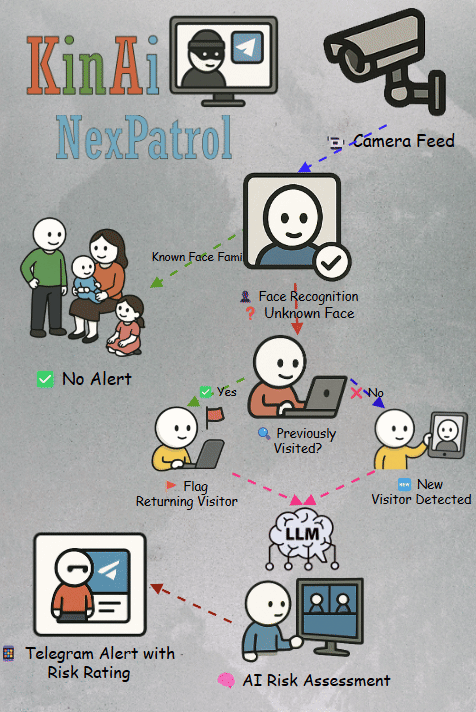 KinAi
NexPatrol
Camera Feed
Known Face Fami
Face Recognition
Unknown Face
No Alert
Yes
No
Previously
Visited?
Flag
Returning Visitor
New
Visitor Detected
LLM
Telegram Alert with
Risk Rating
AI Risk Assessment